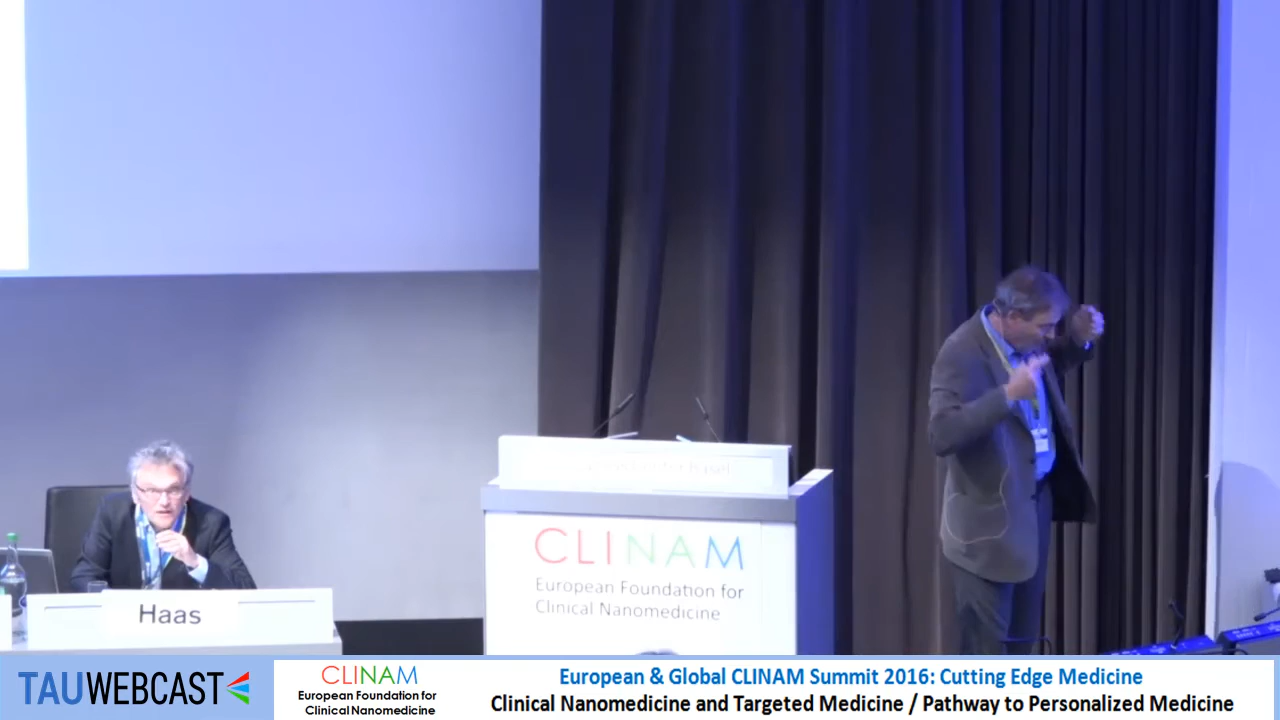 Haas
CLINAM
European Foundation for
Clinical Nanomedicine
TAUWEBCAST
CLINAM
European Foundation for
Clinical Nanomedicine
European & Global CLINAM Summit 2016: Cutting Edge Medicine
Clinical Nanomedicine and Targeted Medicine / Pathway to Personalized Medicine